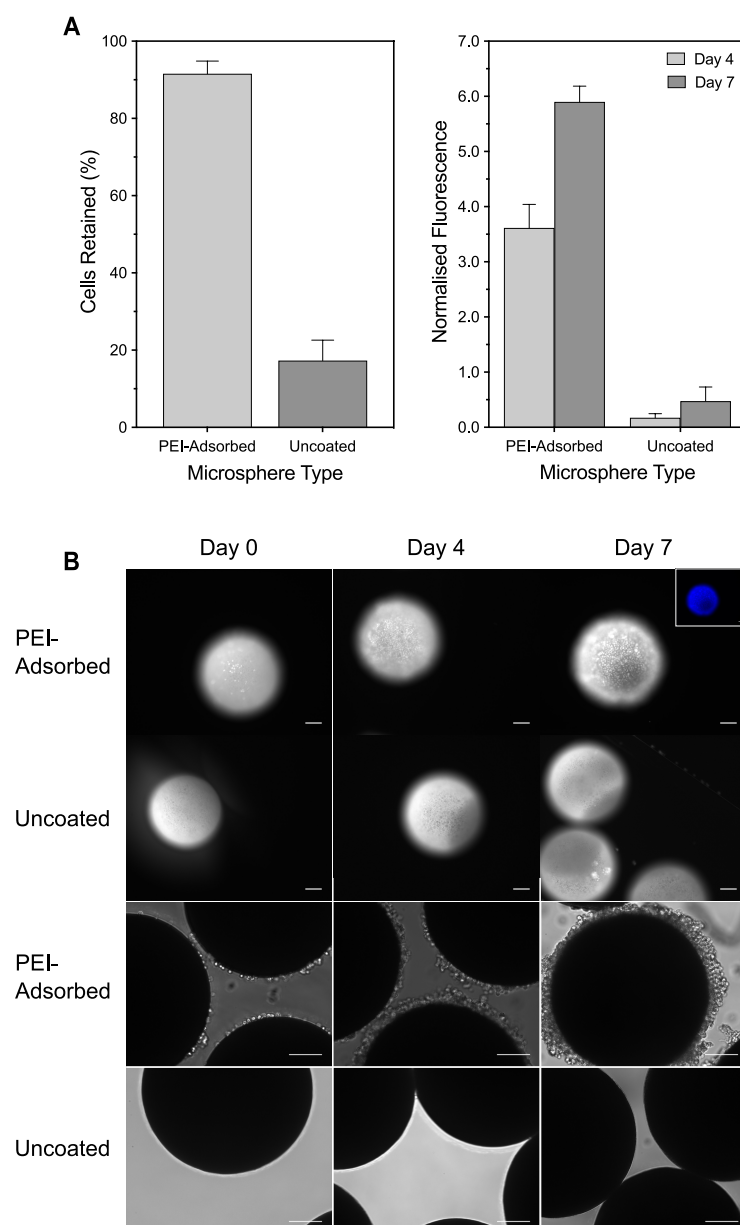 A
100
80
60
40
20
0
Cells Retained (%)
PEI-Adsorbed
Uncoated
Microsphere Type
7.0
6.0
5.0
4.0
3.0
2.0
1.0
0.0
Normalised Fluorescence
Day 4
Day 7
PEI-Adsorbed
Uncoated
Microsphere Type
B
Day 0
Day 4
Day 7
PEI-
Adsorbed
Uncoated
PEI-
Adsorbed
Uncoated